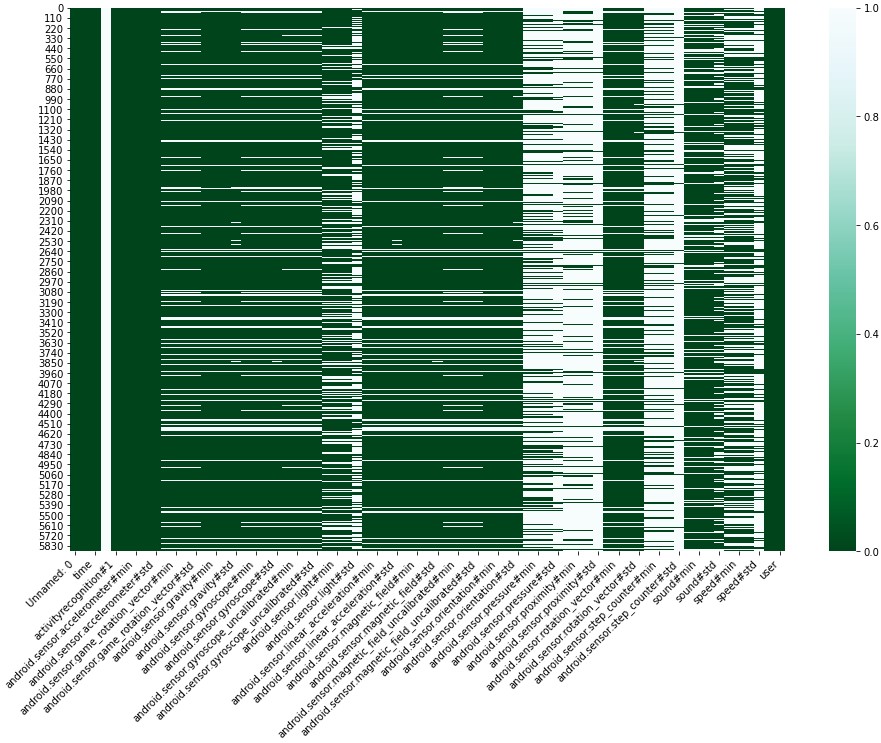 0
110
220
330
440
550
660
770
880
990
1100
1210
1320
1430
1540
1650
1760
1870
1980
2090
2200
2310
2420
2530
2640
2750
2860
2970
3080
3190
3300
3410
3520
3630
3740
3850
3960
4070
4180
4290
4400
4510
4620
4730
4840
4950
5060
5170
5280
5390
5500
5610
5720
5830
Unnamed: 0
time
activityrecognition#1
android.sensor.accelerometer#min
android.sensor.accelerometer#std
android.sensor.game_rotation_vector#min
android.sensor.game_rotation_vector#std
android.sensor.gravity#min
android.sensor.gravity#std
android.sensor.gyroscope#min
android.sensor.gyroscope#std
android.sensor.gyroscope_uncalibrated#min
android.sensor.gyroscope_uncalibrated#std
android.sensor.light#min
android.sensor.light#std
android.sensor.linear_acceleration#min
android.sensor.linear_acceleration#std
android.sensor.magnetic_field#min
android.sensor.magnetic_field#std
android.sensor.magnetic_field_uncalibrated#min
android.sensor.magnetic_field_uncalibrated#std
android.sensor.orientation#min
android.sensor.orientation#std
android.sensor.pressure#min
android.sensor.pressure#std
android.sensor.proximity#min
android.sensor.proximity#std
android.sensor.rotation_vector#min
android.sensor.rotation_vector#std
android.sensor.step_counter#min
android.sensor.step_counter#std
sound#min
sound#std
speed#min
speed#std
user
1.0
0.8
0.6
0.4
0.2
0.0